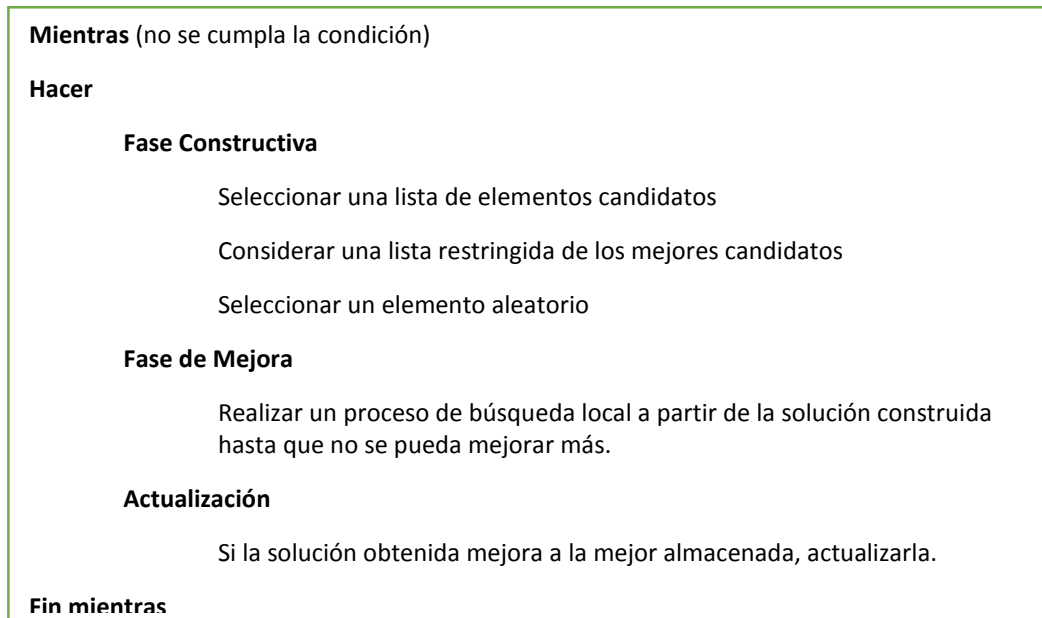 Mientras (no se cumpla la condición)
Hacer
Fase Constructiva
Seleccionar una lista de elementos candidatos
Considerar una lista restringida de los mejores candidatos
Seleccionar un elemento aleatorio
Fase de Mejora
Realizar un proceso de búsqueda local a partir de la solución construida
hasta que no se pueda mejorar más.
Actualización
Si la solución obtenida mejora a la mejor almacenada, actualizarla.
Fin mientras